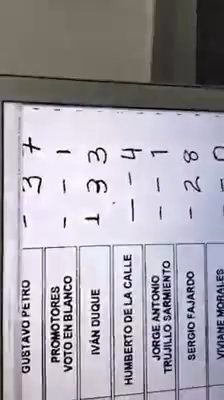 GUSTAVO PETRO - 3 7
PROMOTORES
VOTO EN BLANCO - - 1
IVÁN DUQUE 1 3 3
HUMBERTO DE LA CALLE - - 4
JORGE ANTONIO
TRUJILLO SARMIENTO - - 1
SERGIO FAJARDO - 2 8
VIVIANE MORALES - - 0